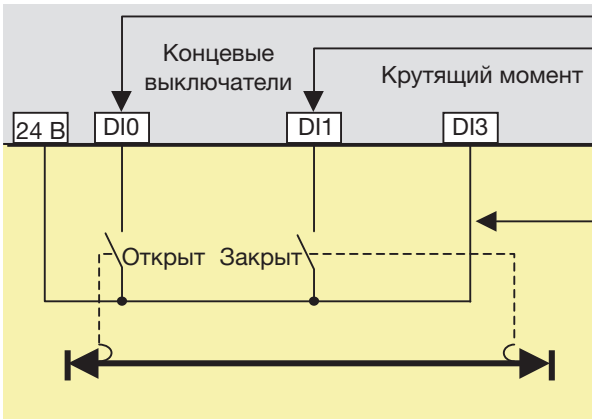 Концевые
выключатели
Крутящий момент
24 В
DI0
DI1
DI3
Открыт
Закрыт